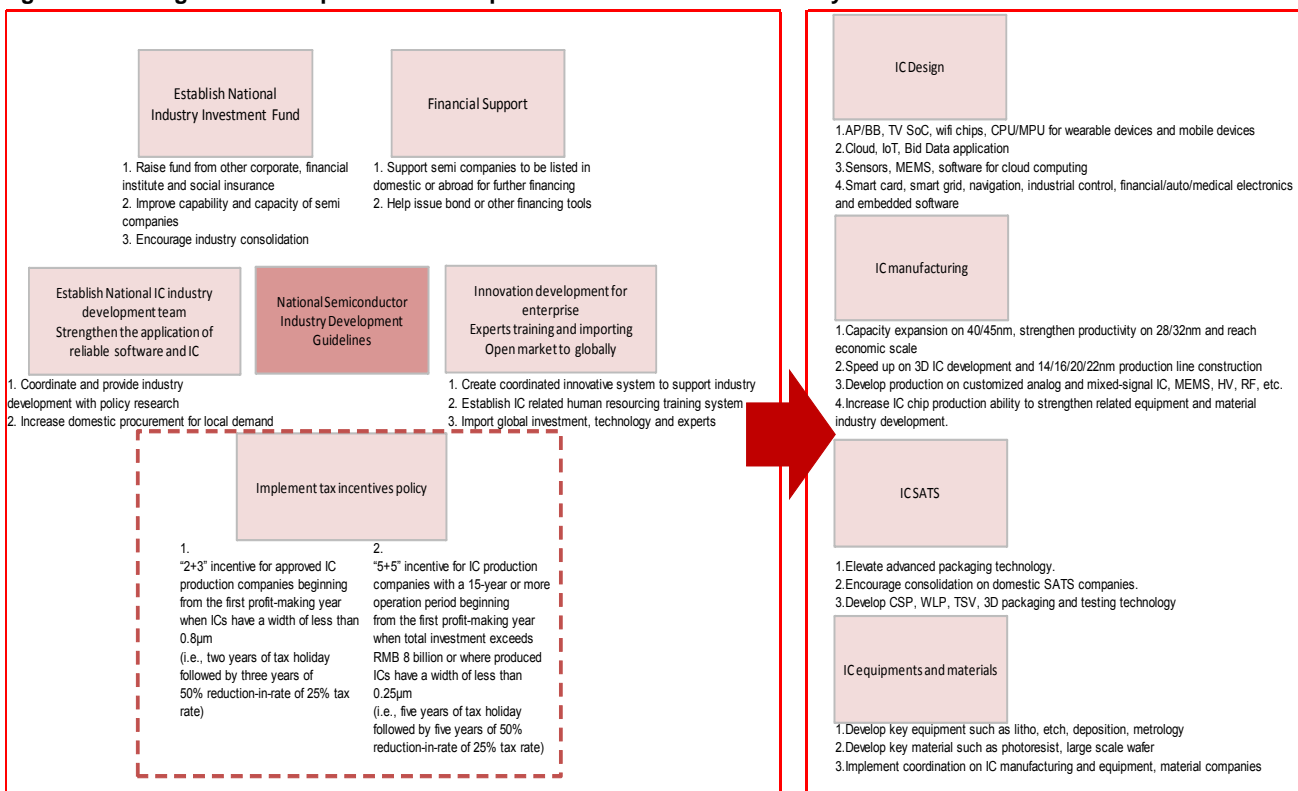 Establish National
Industry Investment Fund
1. Raise fund from other corporate, financial
institute and social insurance
2. Improve capability and capacity of semi
companies
3. Encourage industry consolidation
Financial Support
1. Support semi companies to be listed in
domestic or abroad for further financing
2. Help issue bond or other financing tools
Establish National IC industry
development team
Strengthen the application of
reliable software and IC
1. Coordinate and provide industry
development with policy research
2. Increase domestic procurement for local demand
National Semiconductor
Industry Development
Guidelines
Innovation development for
enterprise
Experts training and importing
Open market to globally
1. Create coordinated innovative system to support industry
2. Establish IC related human resourcing training system
3. Import global investment, technology and experts
Implement tax incentives policy
1.
“2+3” incentive for approved IC
production companies beginning
from the first profit-making year
when ICs have a width of less than
0.8µm
(i.e., two years of tax holiday
followed by three years of
50% reduction-in-rate of 25% tax
rate)
2.
“5+5” incentive for IC production
companies with a 15-year or more
operation period beginning
from the first profit-making year
when total investment exceeds
RMB 8 billion or where produced
ICs have a width of less than
0.25µm
(i.e., five years of tax holiday
followed by five years of 50%
reduction-in-rate of 25% tax rate)
IC Design
1.AP/BB, TV SoC, wifi chips, CPU/MPU for wearable devices and mobile devices
2.Cloud, IoT, Bid Data application
3.Sensors, MEMS, software for cloud computing
4.Smart card, smart grid, navigation, industrial control, financial/auto/medical electronics
and embedded software
IC manufacturing
1.Capacity expansion on 40/45nm, strengthen productivity on 28/32nm and reach
economic scale
2.Speed up on 3D IC development and 14/16/20/22nm production line construction
3.Develop production on customized analog and mixed-signal IC, MEMS, HV, RF, etc.
4.Increase IC chip production ability to strengthen related equipment and material
industry development.
IC SATS
1.Elevate advanced packaging technology.
2.Encourage consolidation on domestic SATS companies.
3.Develop CSP, WLP, TSV, 3D packaging and testing technology
IC equipments and materials
1.Develop key equipment such as litho, etch, deposition, metrology
2.Develop key material such as photoresist, large scale wafer
3.Implement coordination on IC manufacturing and equipment, material companies